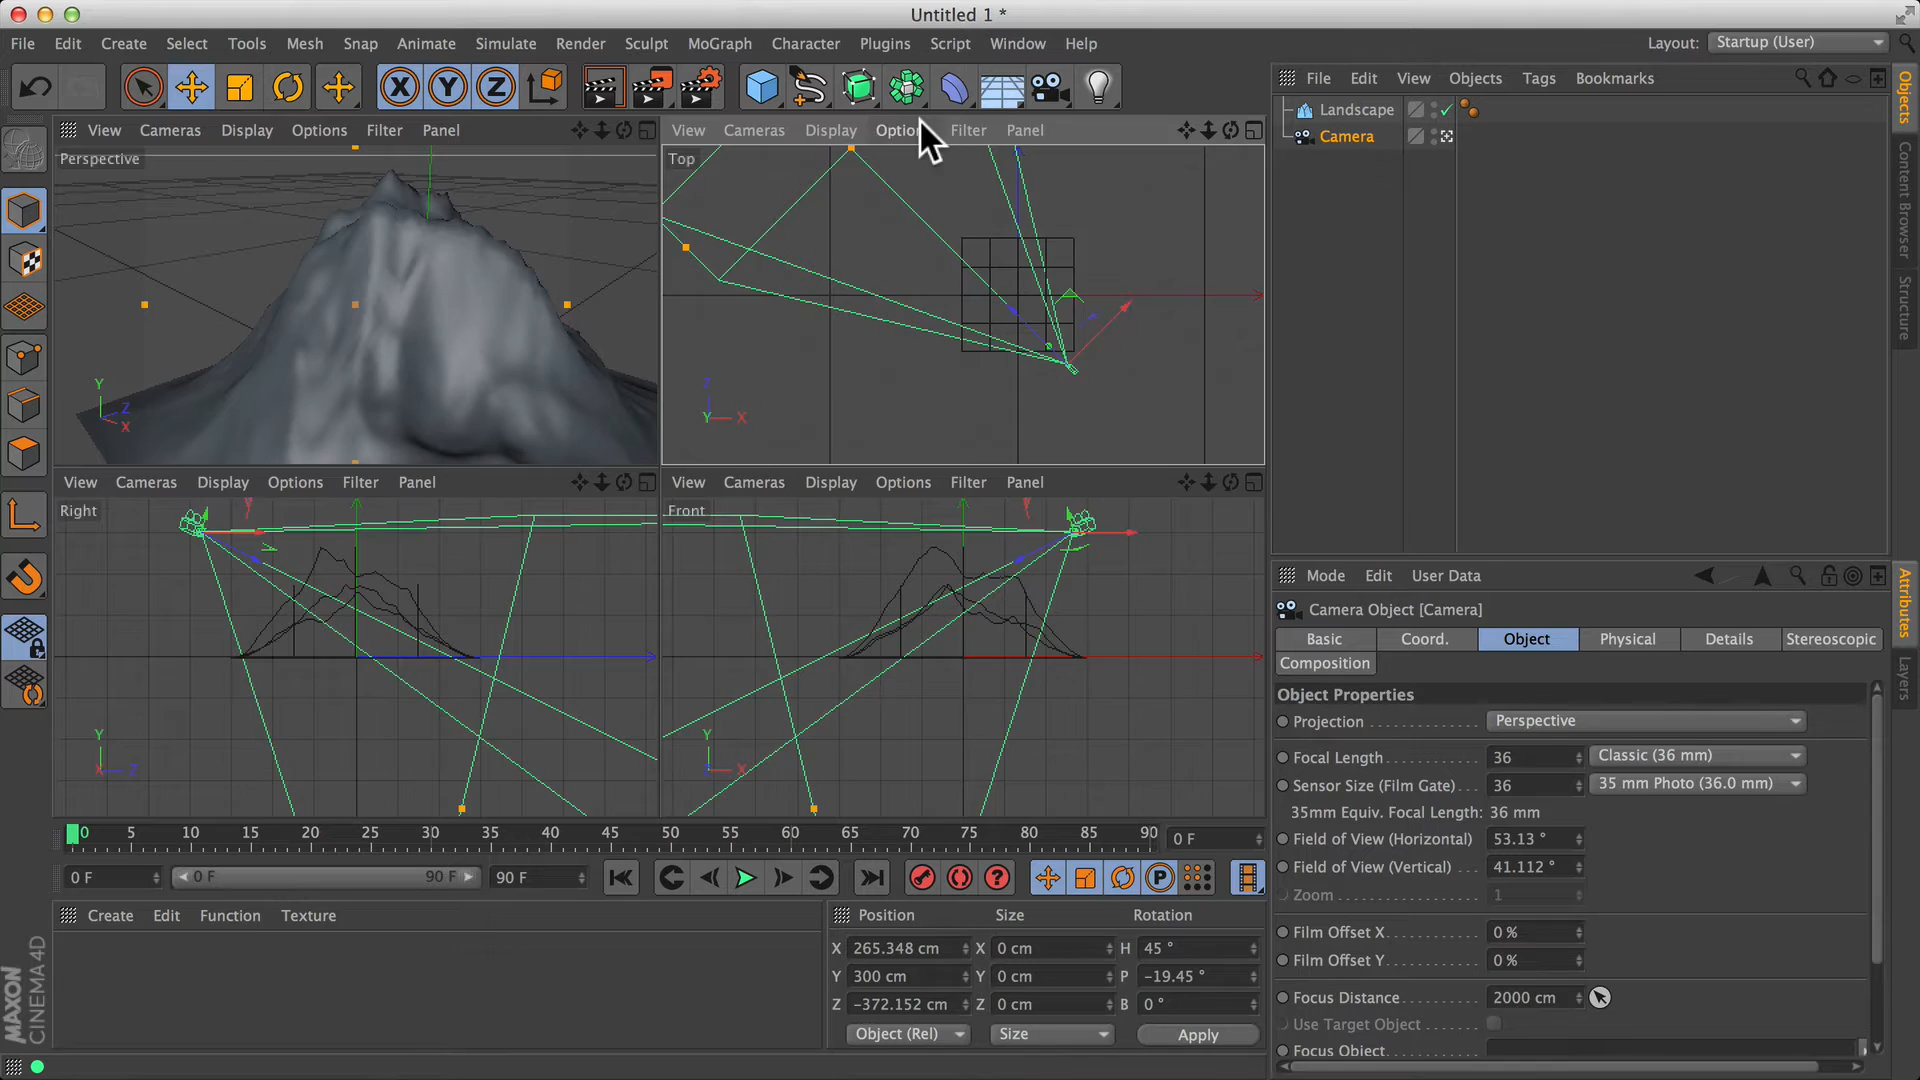 Untitled 1 *
File Edit Create Select Tools Mesh Snap Animate Simulate Render Sculpt MoGraph Character Plugins Script Window Help
Layout: Startup (User)
File Edit View Objects Tags Bookmarks
Landscape
Camera
Objects
Content Browser
Structure
View Cameras Display Options Filter Panel
Perspective
Y
Z
X
View Cameras Display Filter Panel
Top
Z
Y X
View Cameras Display Options Filter Panel
Right
Y
X Z
View Cameras Display Options Filter Panel
Front
Y
Z X
Mode Edit User Data
Camera Object [Camera]
Basic Coord. Object Physical Details Stereoscopic
Composition
Object Properties
Projection Perspective
Focal Length 36 Classic (36 mm)
Sensor Size (Film Gate) 36 35 mm Photo (36.0 mm)
35mm Equiv. Focal Length: 36 mm
Field of View (Horizontal) 53.13 °
Field of View (Vertical) 41.112 °
Zoom 1
Film Offset X 0 %
Film Offset Y 0 %
Focus Distance 2000 cm
Use Target Object
Focus Object
Attributes
Layers
0 5 10 15 20 25 30 35 40 45 50 55 60 65 70 75 80 85 90 0 F
0 F 0 F 90 F 90 F
P
Create Edit Function Texture
Position Size Rotation
X 265.348 cm X 0 cm H 45 °
Y 300 cm Y 0 cm P -19.45 °
Z -372.152 cm Z 0 cm B 0 °
Object (Rel) Size Apply
MAXON
CINEMA 4D